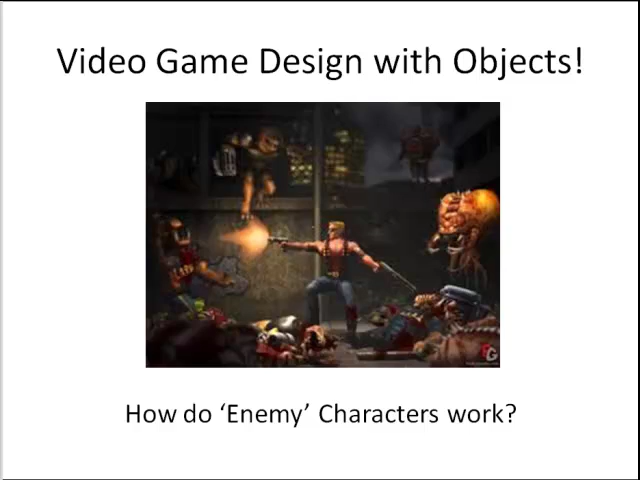 Video Game Design with Objects!
How do ‘Enemy’ Characters work?